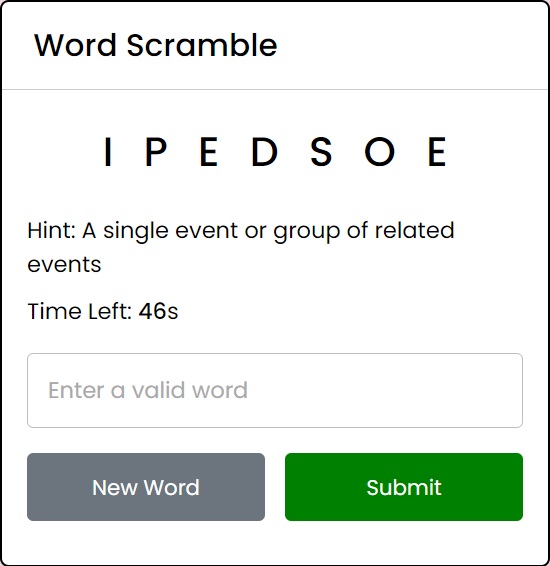 Word Scramble
I P E D S O E
Hint: A single event or group of related
events
Time Left: 46s
Enter a valid word
New Word Submit